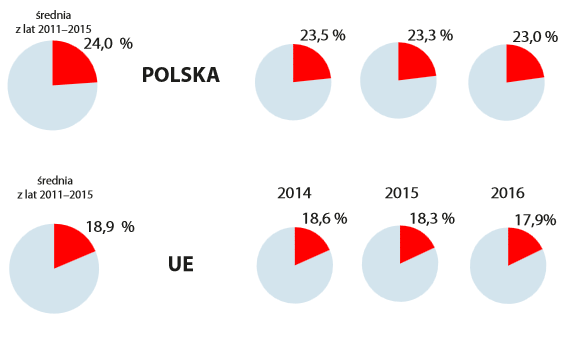 średnia
z lat 2011–2015
24,0 %
POLSKA
23,5 %
23,3 %
23,0 %
średnia
z lat 2011–2015
18,9 %
UE
2014
2015
2016
18,6 %
18,3 %
17,9%